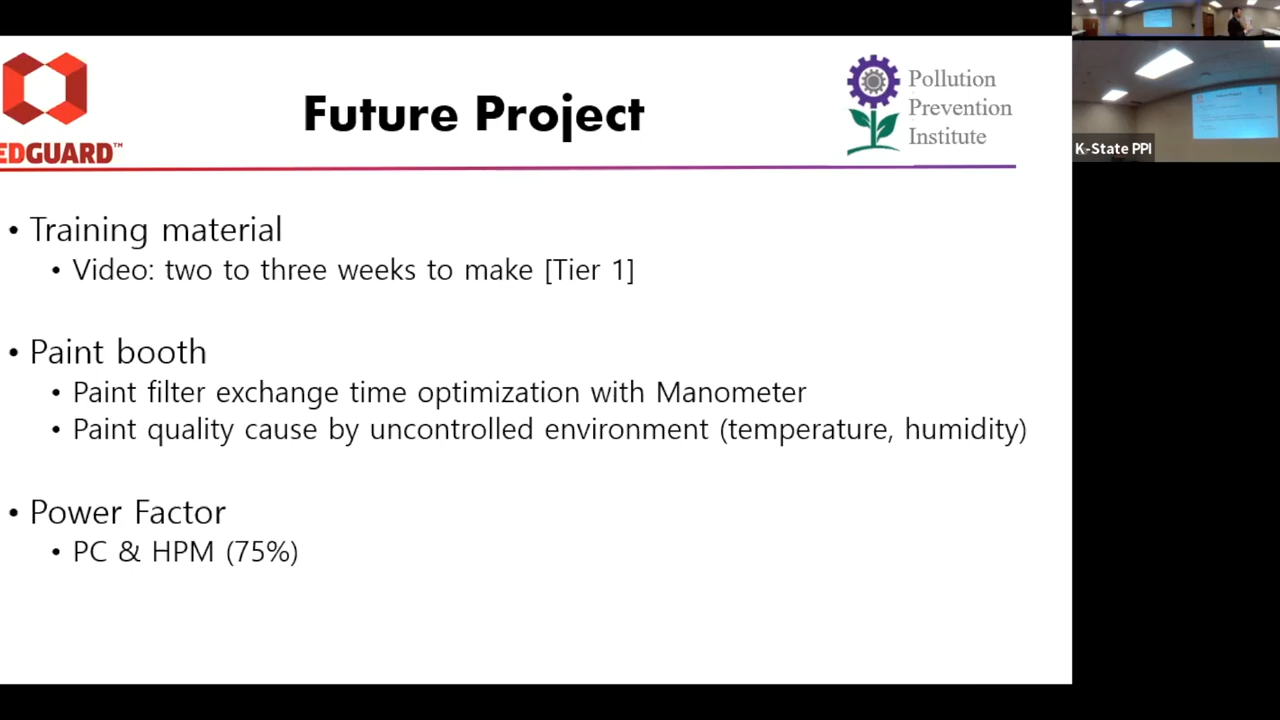 Future Project
EDGUARD™
Pollution
Prevention
Institute
• Training material
• Video: two to three weeks to make [Tier 1]
• Paint booth
• Paint filter exchange time optimization with Manometer
• Paint quality cause by uncontrolled environment (temperature, humidity)
• Power Factor
• PC & HPM (75%)
K-State PPI